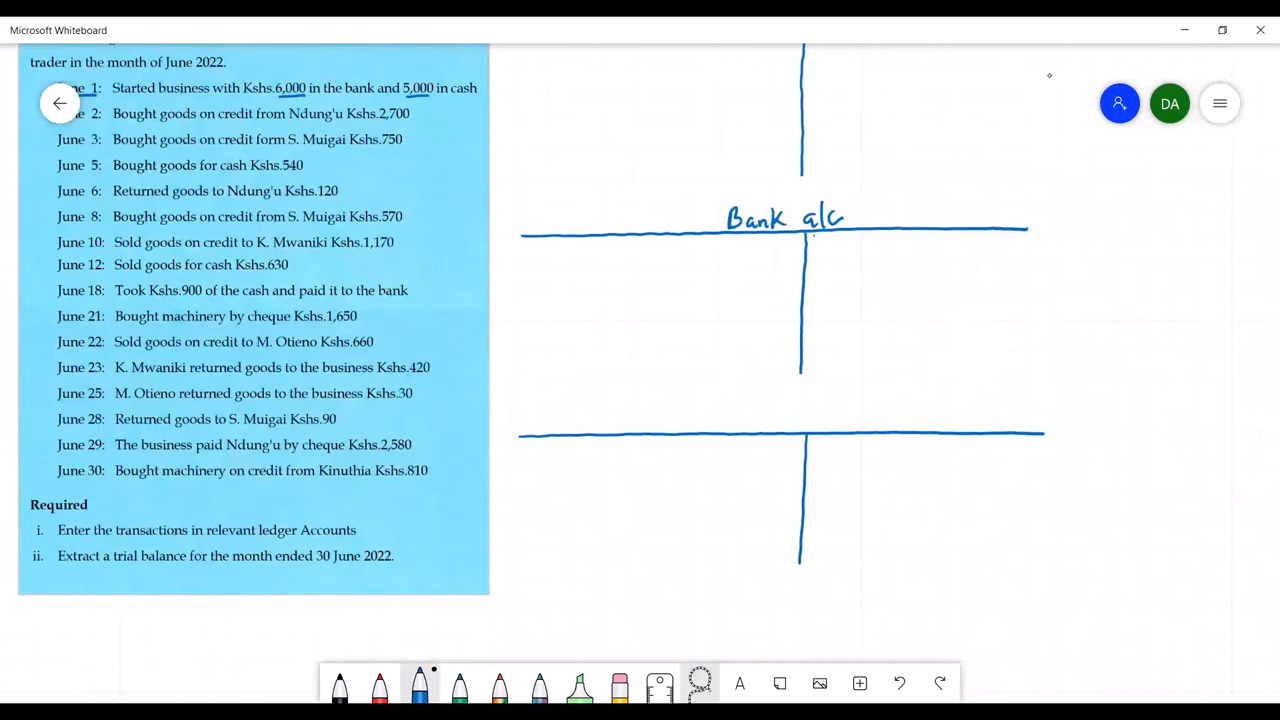 Microsoft Whiteboard
trader in the month of June 2022.
1: Started business with Kshs.6,000 in the bank and 5,000 in cash
June 2: Bought goods on credit from Ndung'u Kshs.2,700
June 3: Bought goods on credit form S. Muigai Kshs.750
June 5: Bought goods for cash Kshs.540
June 6: Returned goods to Ndung'u Kshs.120
June 8: Bought goods on credit from S. Muigai Kshs.570
June 10: Sold goods on credit to K. Mwaniki Kshs.1,170
June 12: Sold goods for cash Kshs.630
June 18: Took Kshs.900 of the cash and paid it to the bank
June 21: Bought machinery by cheque Kshs.1,650
June 22: Sold goods on credit to M. Otieno Kshs.660
June 23: K. Mwaniki returned goods to the business Kshs.420
June 25: M. Otieno returned goods to the business Kshs.30
June 28: Returned goods to S. Muigai Kshs.90
June 29: The business paid Ndung'u by cheque Kshs.2,580
June 30: Bought machinery on credit from Kinuthia Kshs.810
Required
i. Enter the transactions in relevant ledger Accounts
ii. Extract a trial balance for the month ended 30 June 2022.
Bank a/c
DA
A